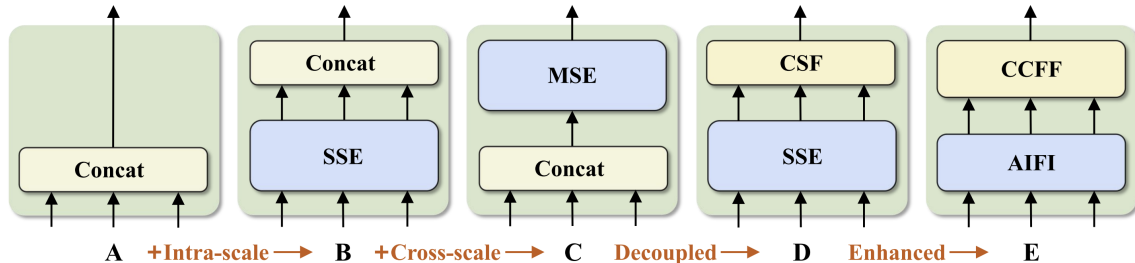 Concat
Concat
SSE
MSE
Concat
CSF
SSE
CCFF
AIFI
A +Intra-scale B +Cross-scale C Decoupled D Enhanced E